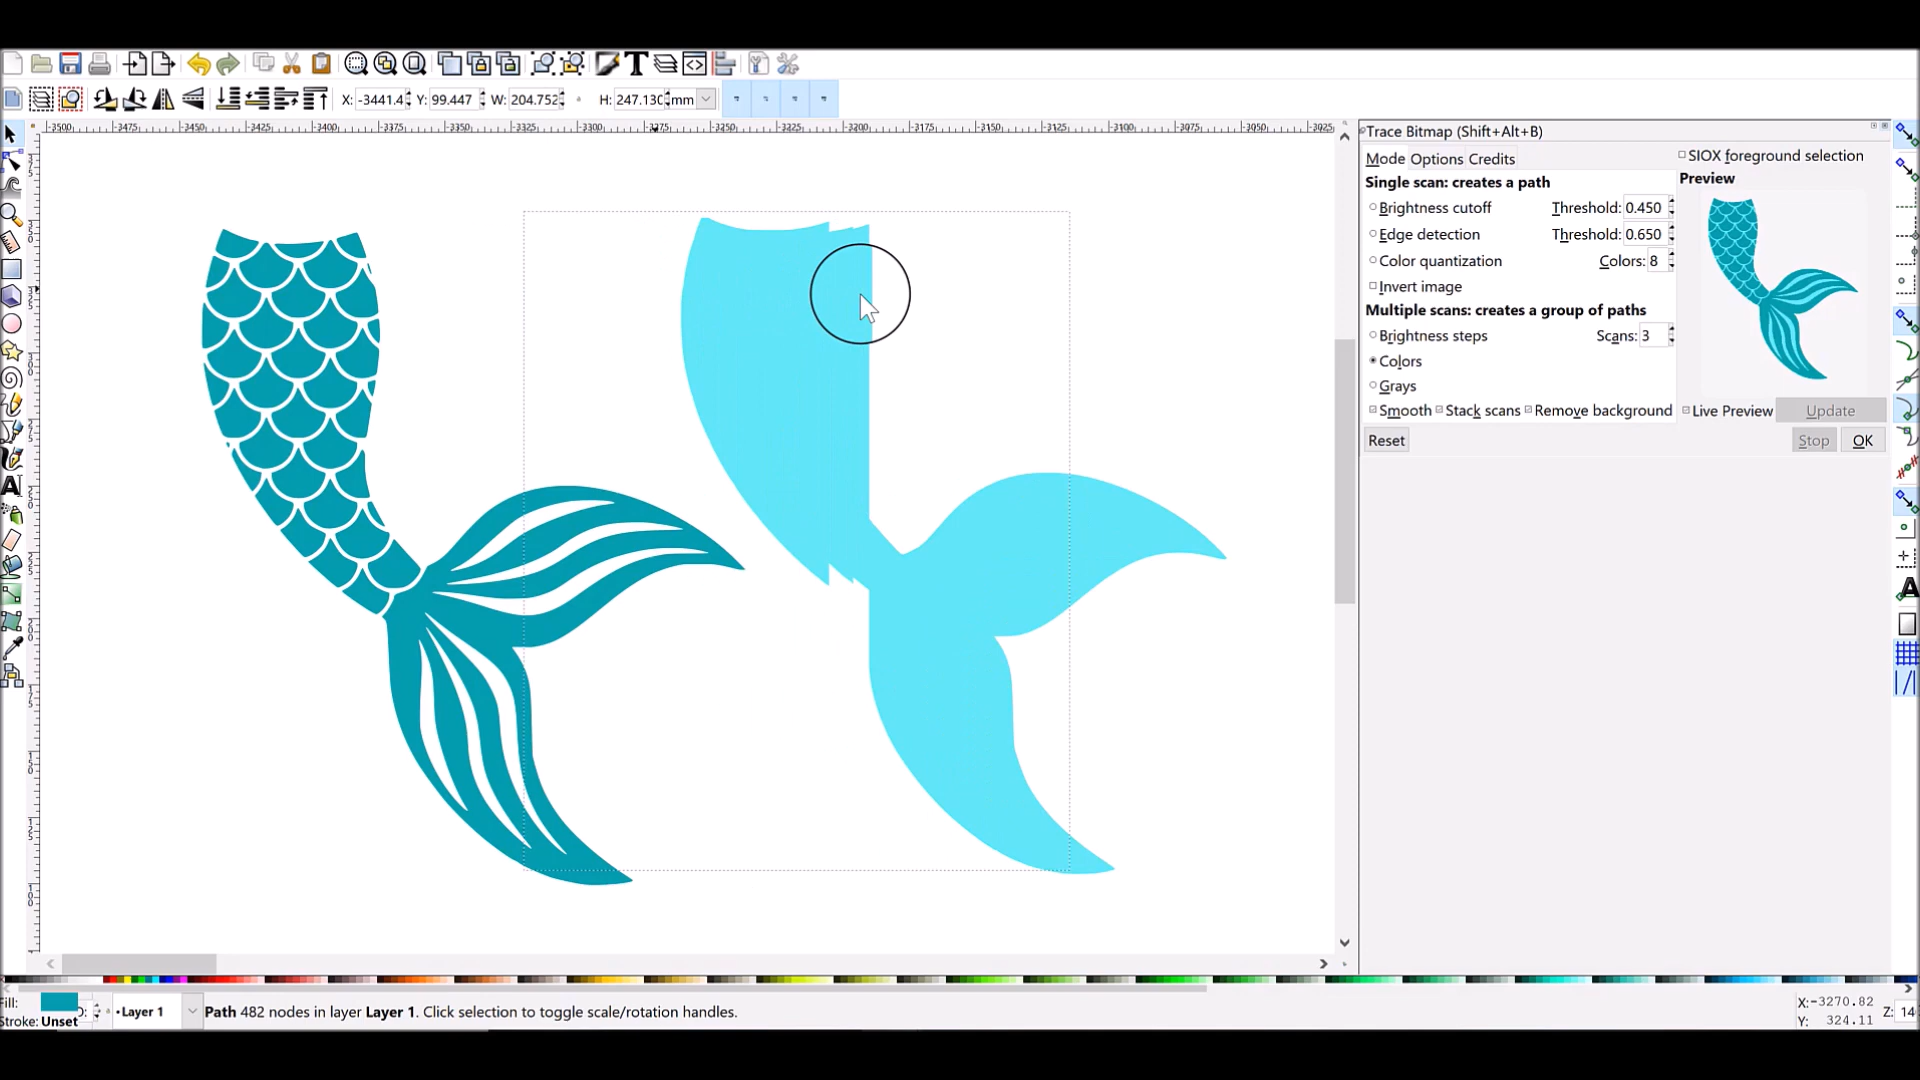 X: -3441.4 Y: 99.447 W: 204.752 H: 247.130 mm
-3500 -3475 -3450 -3425 -3400 -3375 -3350 -3325 -3300 -3275 -3250 -3225 -3200 -3175 -3150 -3125 -3100 -3075 -3050 -3025
Trace Bitmap (Shift+Alt+B)
Mode Options Credits
SIOX foreground selection
Single scan: creates a path
Preview
Brightness cutoff Threshold: 0.450
Edge detection Threshold: 0.650
Color quantization Colors: 8
Invert image
Multiple scans: creates a group of paths
Brightness steps Scans: 3
Colors
Grays
Smooth Stack scans Remove background
Live Preview Update
Reset Stop OK
Fill:
Stroke: Unset
O:
•Layer 1
Path 482 nodes in layer Layer 1. Click selection to toggle scale/rotation handles.
X:-3270.82
Y: 324.11
Z: 14